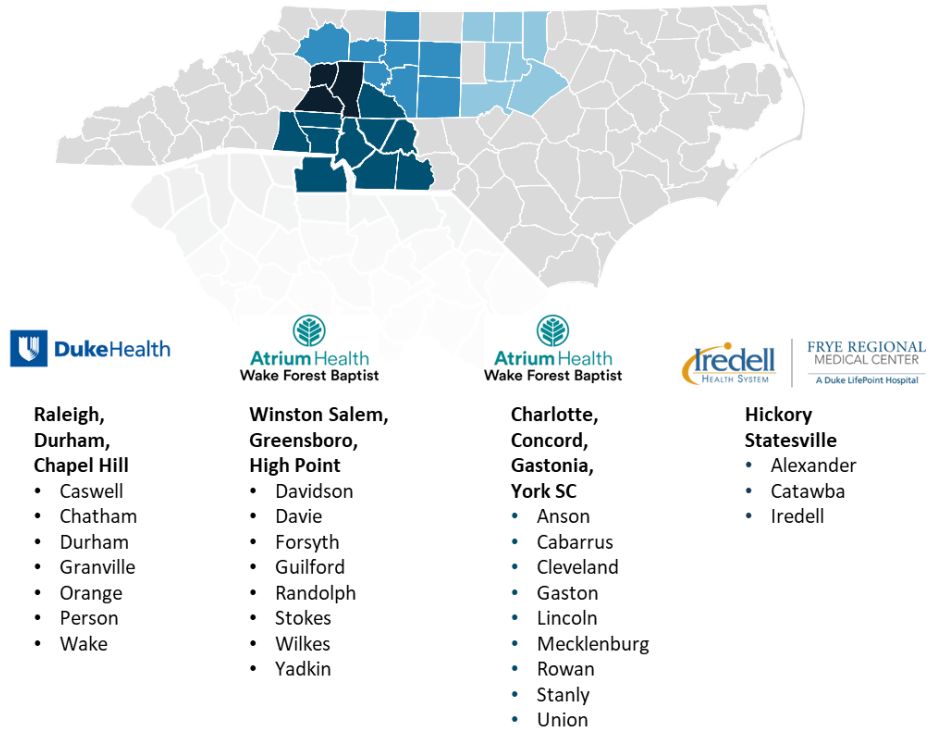 DukeHealth
Atrium Health
Wake Forest Baptist
Atrium Health
Wake Forest Baptist
Iredell
HEALTH SYSTEM
FRYE REGIONAL
MEDICAL CENTER
A Duke LifePoint Hospital
Raleigh,
Durham,
Chapel Hill
• Caswell
• Chatham
• Durham
• Granville
• Orange
• Person
• Wake
Winston Salem,
Greensboro,
High Point
• Davidson
• Davie
• Forsyth
• Guilford
• Randolph
• Stokes
• Wilkes
• Yadkin
Charlotte,
Concord,
Gastonia,
York SC
• Anson
• Cabarrus
• Cleveland
• Gaston
• Lincoln
• Mecklenburg
• Rowan
• Stanly
• Union
Hickory
Statesville
• Alexander
• Catawba
• Iredell